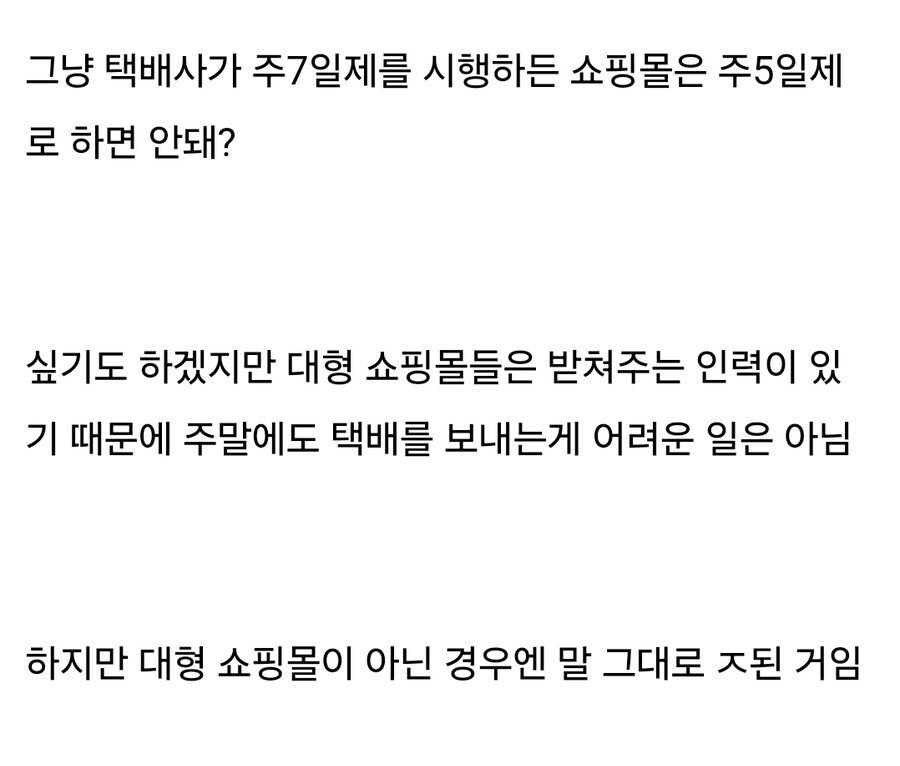 그냥 택배사가 주7일제를 시행하든 쇼핑몰은 주5일제
로 하면 안돼?
싶기도 하겠지만 대형 쇼핑몰들은 받쳐주는 인력이 있
기 때문에 주말에도 택배를 보내는게 어려운 일은 아님
하지만 대형 쇼핑몰이 아닌 경우엔 말 그대로 ㅈ된 거임